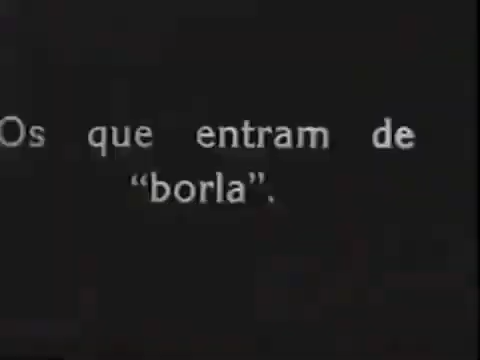 Os que entram de
“borla”.